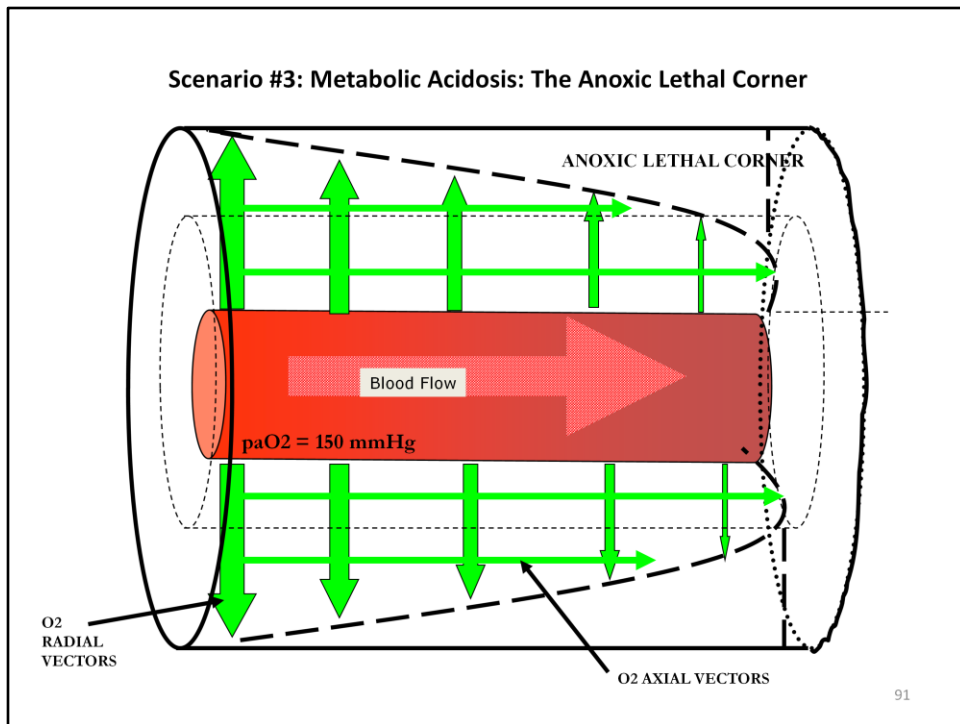 Scenario #3: Metabolic Acidosis: The Anoxic Lethal Corner
ANOXIC LETHAL CORNER
Blood Flow
paO2 = 150 mmHg
O2
RADIAL
VECTORS
O2 AXIAL VECTORS
91